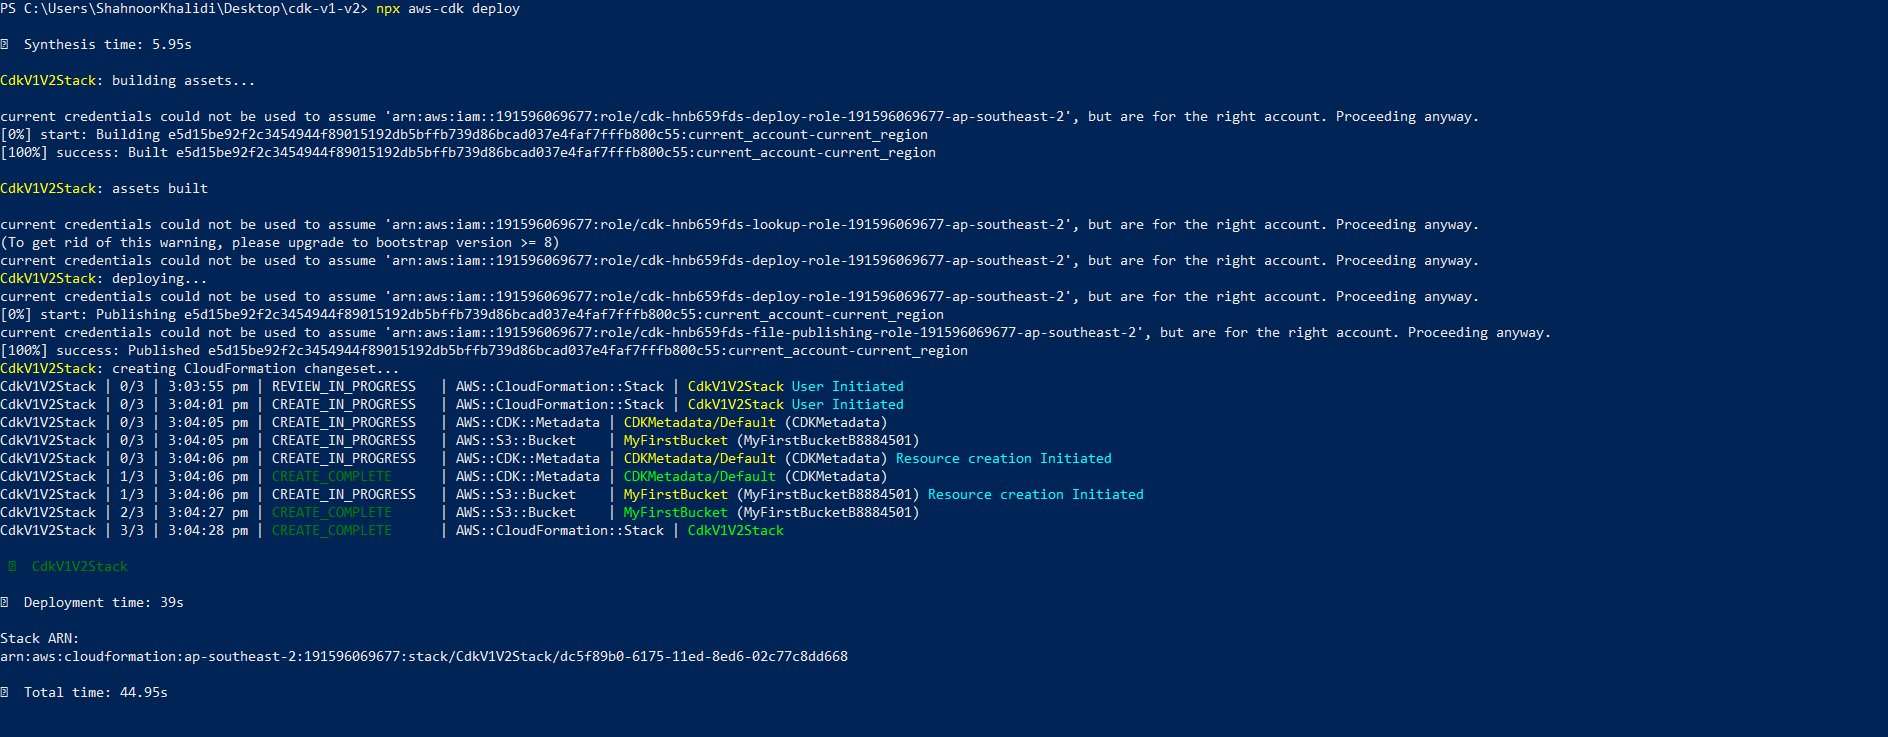 PS C:\Users\ShahnoorKhalidi\Desktop\cdk-v1-v2> npx aws-cdk deploy
Synthesis time: 5.95s
CdkV1V2Stack: building assets...
current credentials could not be used to assume 'arn:aws:iam::191596069677:role/cdk-hnb659fds-deploy-role-191596069677-ap-southeast-2', but are for the right account. Proceeding anyway.
[0%] start: Building e5d15be92f2c3454944f89015192db5bffb739d86bcad037e4faf7fffb800c55:current_account-current_region
[100%] success: Built e5d15be92f2c3454944f89015192db5bffb739d86bcad037e4faf7fffb800c55:current_account-current_region
CdkV1V2Stack: assets built
current credentials could not be used to assume 'arn:aws:iam::191596069677:role/cdk-hnb659fds-lookup-role-191596069677-ap-southeast-2', but are for the right account. Proceeding anyway.
(To get rid of this warning, please upgrade to bootstrap version >= 8)
current credentials could not be used to assume 'arn:aws:iam::191596069677:role/cdk-hnb659fds-deploy-role-191596069677-ap-southeast-2', but are for the right account. Proceeding anyway.
CdkV1V2Stack: deploying...
current credentials could not be used to assume 'arn:aws:iam::191596069677:role/cdk-hnb659fds-deploy-role-191596069677-ap-southeast-2', but are for the right account. Proceeding anyway.
[0%] start: Publishing e5d15be92f2c3454944f89015192db5bffb739d86bcad037e4faf7fffb800c55:current_account-current_region
current credentials could not be used to assume 'arn:aws:iam::191596069677:role/cdk-hnb659fds-file-publishing-role-191596069677-ap-southeast-2', but are for the right account. Proceeding anyway.
[100%] success: Published e5d15be92f2c3454944f89015192db5bffb739d86bcad037e4faf7fffb800c55:current_account-current_region
CdkV1V2Stack: creating CloudFormation changeset...
CdkV1V2Stack | 0/3 | 3:03:55 pm | REVIEW_IN_PROGRESS   | AWS::CloudFormation::Stack | CdkV1V2Stack User Initiated
CdkV1V2Stack | 0/3 | 3:04:01 pm | CREATE_IN_PROGRESS   | AWS::CloudFormation::Stack | CdkV1V2Stack User Initiated
CdkV1V2Stack | 0/3 | 3:04:05 pm | CREATE_IN_PROGRESS   | AWS::CDK::Metadata | CDKMetadata/Default (CDKMetadata)
CdkV1V2Stack | 0/3 | 3:04:05 pm | CREATE_IN_PROGRESS   | AWS::S3::Bucket    | MyFirstBucket (MyFirstBucketB8884501)
CdkV1V2Stack | 0/3 | 3:04:06 pm | CREATE_IN_PROGRESS   | AWS::CDK::Metadata | CDKMetadata/Default (CDKMetadata) Resource creation Initiated
CdkV1V2Stack | 1/3 | 3:04:06 pm | CREATE_COMPLETE      | AWS::CDK::Metadata | CDKMetadata/Default (CDKMetadata)
CdkV1V2Stack | 1/3 | 3:04:06 pm | CREATE_IN_PROGRESS   | AWS::S3::Bucket    | MyFirstBucket (MyFirstBucketB8884501) Resource creation Initiated
CdkV1V2Stack | 2/3 | 3:04:27 pm | CREATE_COMPLETE      | AWS::S3::Bucket    | MyFirstBucket (MyFirstBucketB8884501)
CdkV1V2Stack | 3/3 | 3:04:28 pm | CREATE_COMPLETE      | AWS::CloudFormation::Stack | CdkV1V2Stack
CdkV1V2Stack
Deployment time: 39s
Stack ARN:
arn:aws:cloudformation:ap-southeast-2:191596069677:stack/CdkV1V2Stack/dc5f89b0-6175-11ed-8ed6-02c77c8dd668
Total time: 44.95s